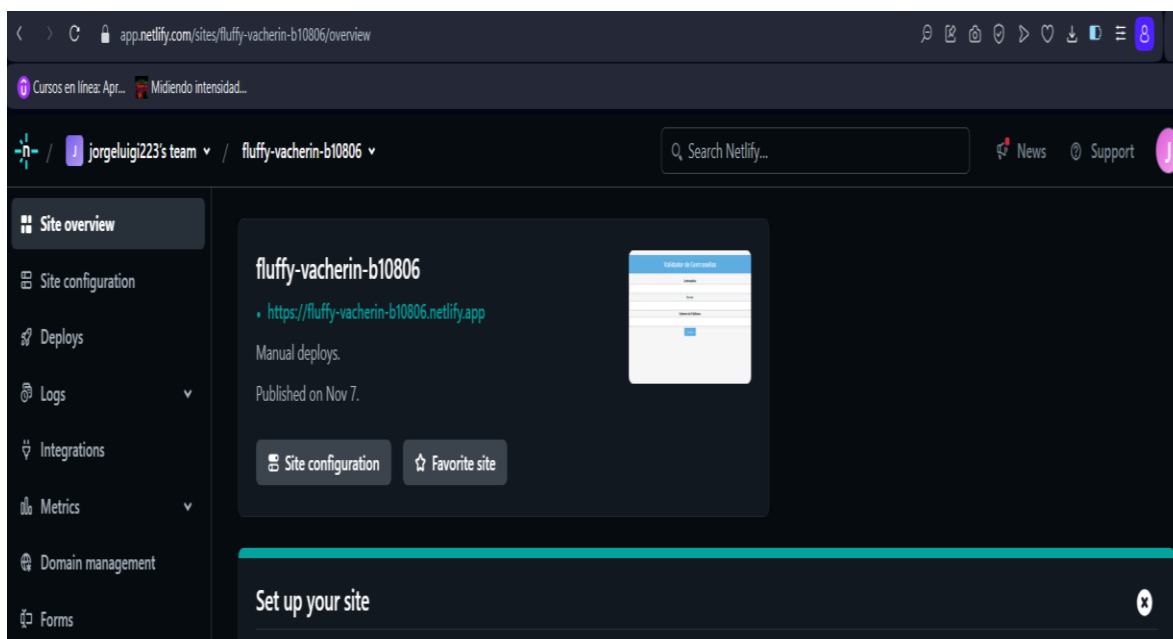 app.netlify.com/sites/fluffy-vacherin-b10806/overview
Cursos en línea: Apr... Midiendo intensidad...
n / J jorgeluigi223's team / fluffy-vacherin-b10806 Search Netlify... News Support J
Site overview
Site configuration
Deploys
Logs
Integrations
Metrics
Domain management
Forms
fluffy-vacherin-b10806
• https://fluffy-vacherin-b10806.netlify.app
Manual deploys.
Published on Nov 7.
Site configuration Favorite site
Validador de Contraseñas
Set up your site